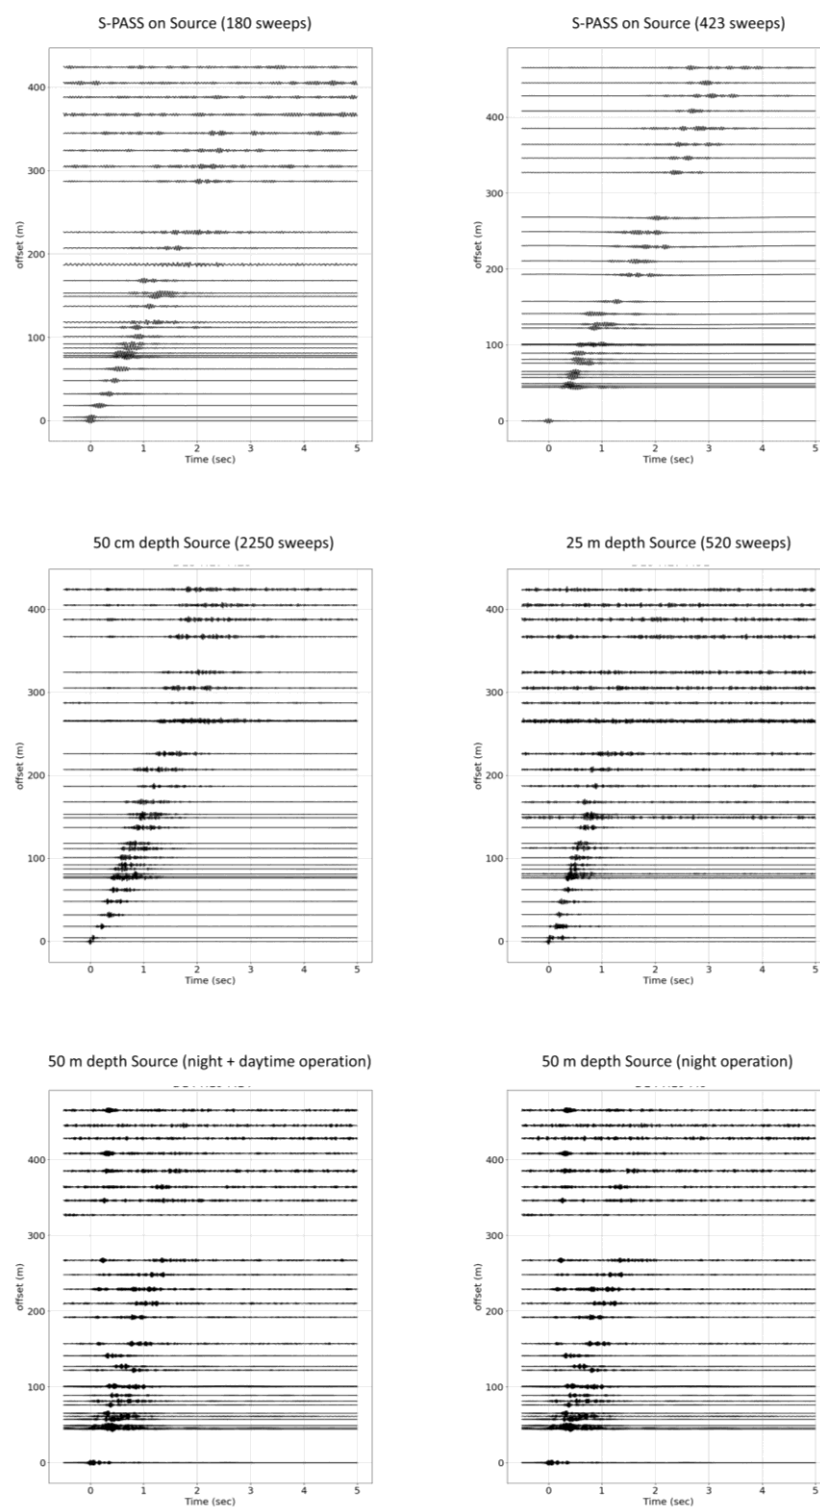 S-PASS on Source (180 sweeps)
S-PASS on Source (423 sweeps)
400
300
200
100
0
offset (m)
0 1 2 3 4 5
Time (sec)
400
300
200
100
0
offset (m)
0 1 2 3 4 5
Time (sec)
50 cm depth Source (2250 sweeps)
25 m depth Source (520 sweeps)
400
300
200
100
0
offset (m)
0 1 2 3 4 5
Time (sec)
400
300
200
100
0
offset (m)
0 1 2 3 4 5
Time (sec)
50 m depth Source (night + daytime operation)
50 m depth Source (night operation)
400
300
200
100
0
offset (m)
0 1 2 3 4 5
Time (sec)
400
300
200
100
0
offset (m)
0 1 2 3 4 5
Time (sec)